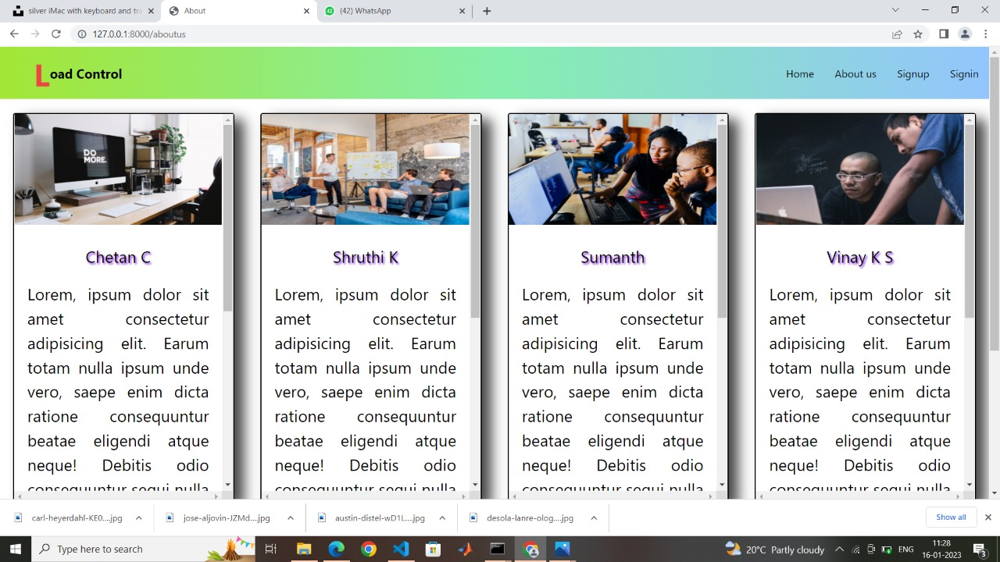 silver iMac with keyboard and tra
About
(42) WhatsApp
127.0.0.1:8000/aboutus
Load Control
Home
About us
Signup
Signin
DO
MORE.
Chetan C
Lorem, ipsum dolor sit
amet consectetur
adipisicing elit. Earum
totam nulla ipsum unde
vero, saepe enim dicta
ratione consequuntur
beatae eligendi atque
neque! Debitis odio
consequuntur sequi nulla
Shruthi K
Lorem, ipsum dolor sit
amet consectetur
adipisicing elit. Earum
totam nulla ipsum unde
vero, saepe enim dicta
ratione consequuntur
beatae eligendi atque
neque! Debitis odio
consequuntur sequi nulla
Sumanth
Lorem, ipsum dolor sit
amet consectetur
adipisicing elit. Earum
totam nulla ipsum unde
vero, saepe enim dicta
ratione consequuntur
beatae eligendi atque
neque! Debitis odio
consequuntur sequi nulla
Vinay K S
Lorem, ipsum dolor sit
amet consectetur
adipisicing elit. Earum
totam nulla ipsum unde
vero, saepe enim dicta
ratione consequuntur
beatae eligendi atque
neque! Debitis odio
consequuntur sequi nulla
carl-heyerdahl-KE0....jpg
jose-aljovin-JZMd....jpg
austin-distel-wD1L....jpg
desola-lanre-olog....jpg
Show all
Type here to search
20°C Partly cloudy
ENG
11:28
16-01-2023
3